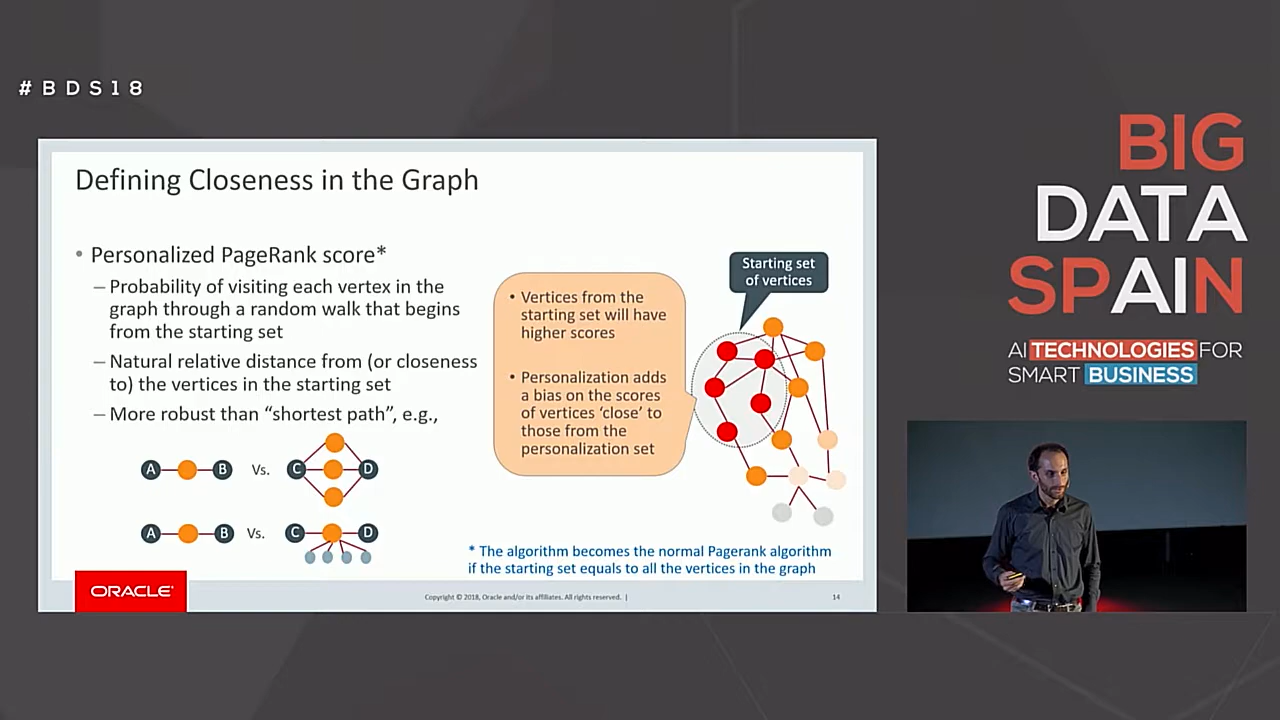 #BDS18
BIG
DATA
SPAIN
AI TECHNOLOGIES FOR
SMART BUSINESS
Defining Closeness in the Graph
• Personalized PageRank score*
– Probability of visiting each vertex in the
graph through a random walk that begins
from the starting set
– Natural relative distance from (or closeness
to) the vertices in the starting set
– More robust than “shortest path”, e.g.,
A B Vs. C D
A B Vs. C D
• Vertices from the
starting set will have
higher scores
• Personalization adds
a bias on the scores
of vertices ‘close’ to
those from the
personalization set
Starting set
of vertices
* The algorithm becomes the normal Pagerank algorithm
if the starting set equals to all the vertices in the graph
ORACLE®
Copyright © 2018, Oracle and/or its affiliates. All rights reserved. |
14